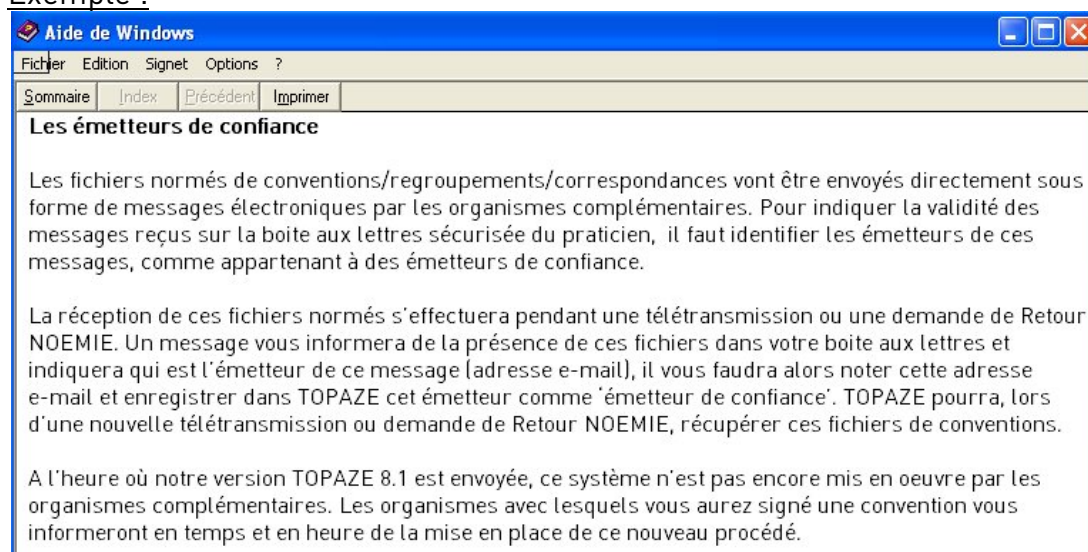 Exemple :
Aide de Windows
Fichier Edition Signet Options ?
Sommaire Index Précédent Imprimer
Les émetteurs de confiance
Les fichiers normés de conventions/regroupements/correspondances vont être envoyés directement sous
forme de messages électroniques par les organismes complémentaires. Pour indiquer la validité des
messages reçus sur la boite aux lettres sécurisée du praticien, il faut identifier les émetteurs de ces
messages, comme appartenant à des émetteurs de confiance.
La réception de ces fichiers normés s'effectuera pendant une télétransmission ou une demande de Retour
NOEMIE. Un message vous informera de la présence de ces fichiers dans votre boite aux lettres et
indiquera qui est l'émetteur de ce message (adresse e-mail), il vous faudra alors noter cette adresse
e-mail et enregistrer dans TOPAZE cet émetteur comme 'émetteur de confiance'. TOPAZE pourra, lors
d'une nouvelle télétransmission ou demande de Retour NOEMIE, récupérer ces fichiers de conventions.
A l'heure où notre version TOPAZE 8.1 est envoyée, ce système n'est pas encore mis en oeuvre par les
organismes complémentaires. Les organismes avec lesquels vous aurez signé une convention vous
informeront en temps et en heure de la mise en place de ce nouveau procédé.